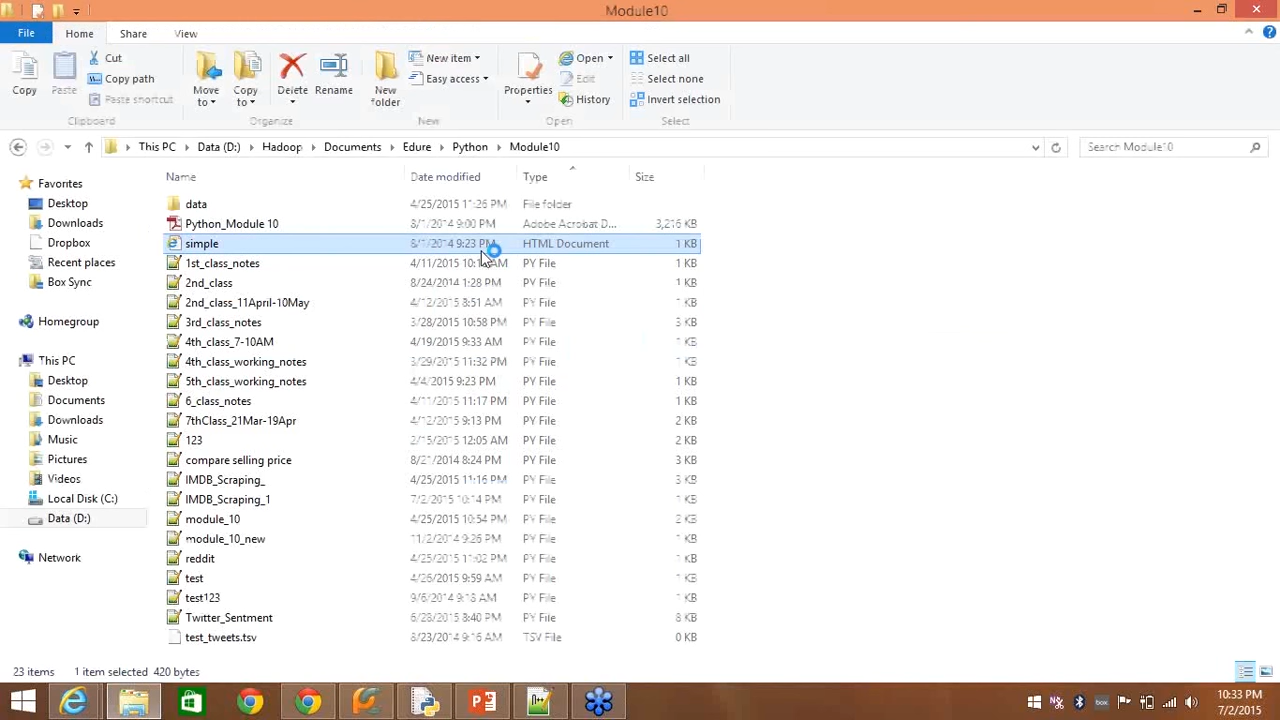 Module10
File
Home
Share
View
Copy
Paste
Cut
Copy path
Paste shortcut
Clipboard
Move to
Copy to
Delete
Rename
Organize
New folder
New item
Easy access
New
Properties
Open
Edit
History
Open
Select all
Select none
Invert selection
Select
This PC Data (D:) Hadoop Documents Edure Python Module10
Search Module10
Name Date modified Type Size
Favorites
Desktop
Downloads
Dropbox
Recent places
Box Sync
Homegroup
This PC
Desktop
Documents
Downloads
Music
Pictures
Videos
Local Disk (C:)
Data (D:)
Network
data 4/25/2015 11:26 PM File folder
Python_Module 10 8/1/2014 9:00 PM Adobe Acrobat D... 3,216 KB
simple 8/1/2014 9:23 PM HTML Document 1 KB
1st_class_notes 4/11/2015 PY File 1 KB
2nd_class 8/24/2014 1:28 PM PY File 1 KB
2nd_class_11April-10May 4/12/2015 8:51 AM PY File 1 KB
3rd_class_notes 3/28/2015 10:58 PM PY File 3 KB
4th_class_7-10AM 4/19/2015 9:33 AM PY File 1 KB
4th_class_working_notes 3/29/2015 11:32 PM PY File 1 KB
5th_class_working_notes 4/4/2015 9:23 PM PY File 1 KB
6_class_notes 4/11/2015 11:17 PM PY File 1 KB
7thClass_21Mar-19Apr 4/12/2015 9:13 PM PY File 2 KB
123 2/15/2015 12:05 AM PY File 2 KB
compare selling price 8/21/2014 8:24 PM PY File 3 KB
IMDB_Scraping_ 4/25/2015 11:16 PM PY File 1 KB
IMDB_Scraping_1 7/2/2015 10:14 PM PY File 1 KB
module_10 4/25/2015 10:54 PM PY File 2 KB
module_10_new 11/2/2014 9:26 PM PY File 1 KB
reddit 4/25/2015 11:02 PM PY File 1 KB
test 4/26/2015 9:59 AM PY File 1 KB
test123 9/6/2014 9:18 AM PY File 1 KB
Twitter_Sentment 6/28/2015 8:40 PM PY File 8 KB
test_tweets.tsv 8/23/2014 9:16 AM TSV File 0 KB
23 items 1 item selected 420 bytes
box
10:33 PM
7/2/2015